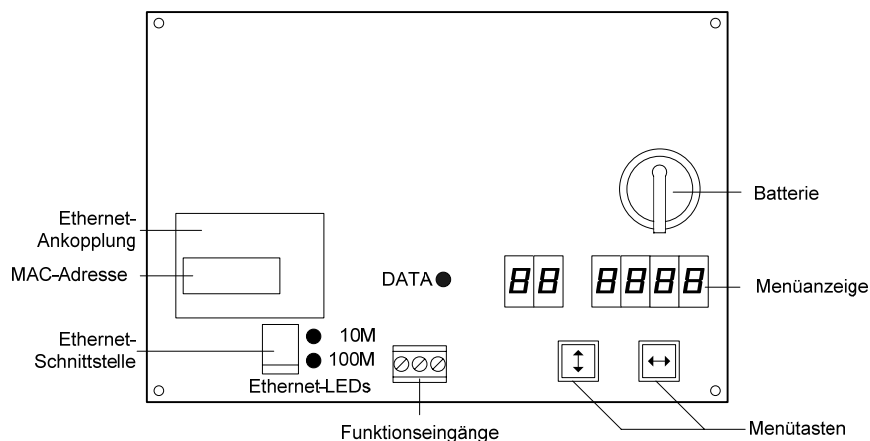 Batterie
Ethernet-
Ankopplung
MAC-Adresse
DATA
88 8888
Menüanzeige
Ethernet-
Schnittstelle
10M
100M
Ethernet-LEDs
Funktionseingänge
Menütasten